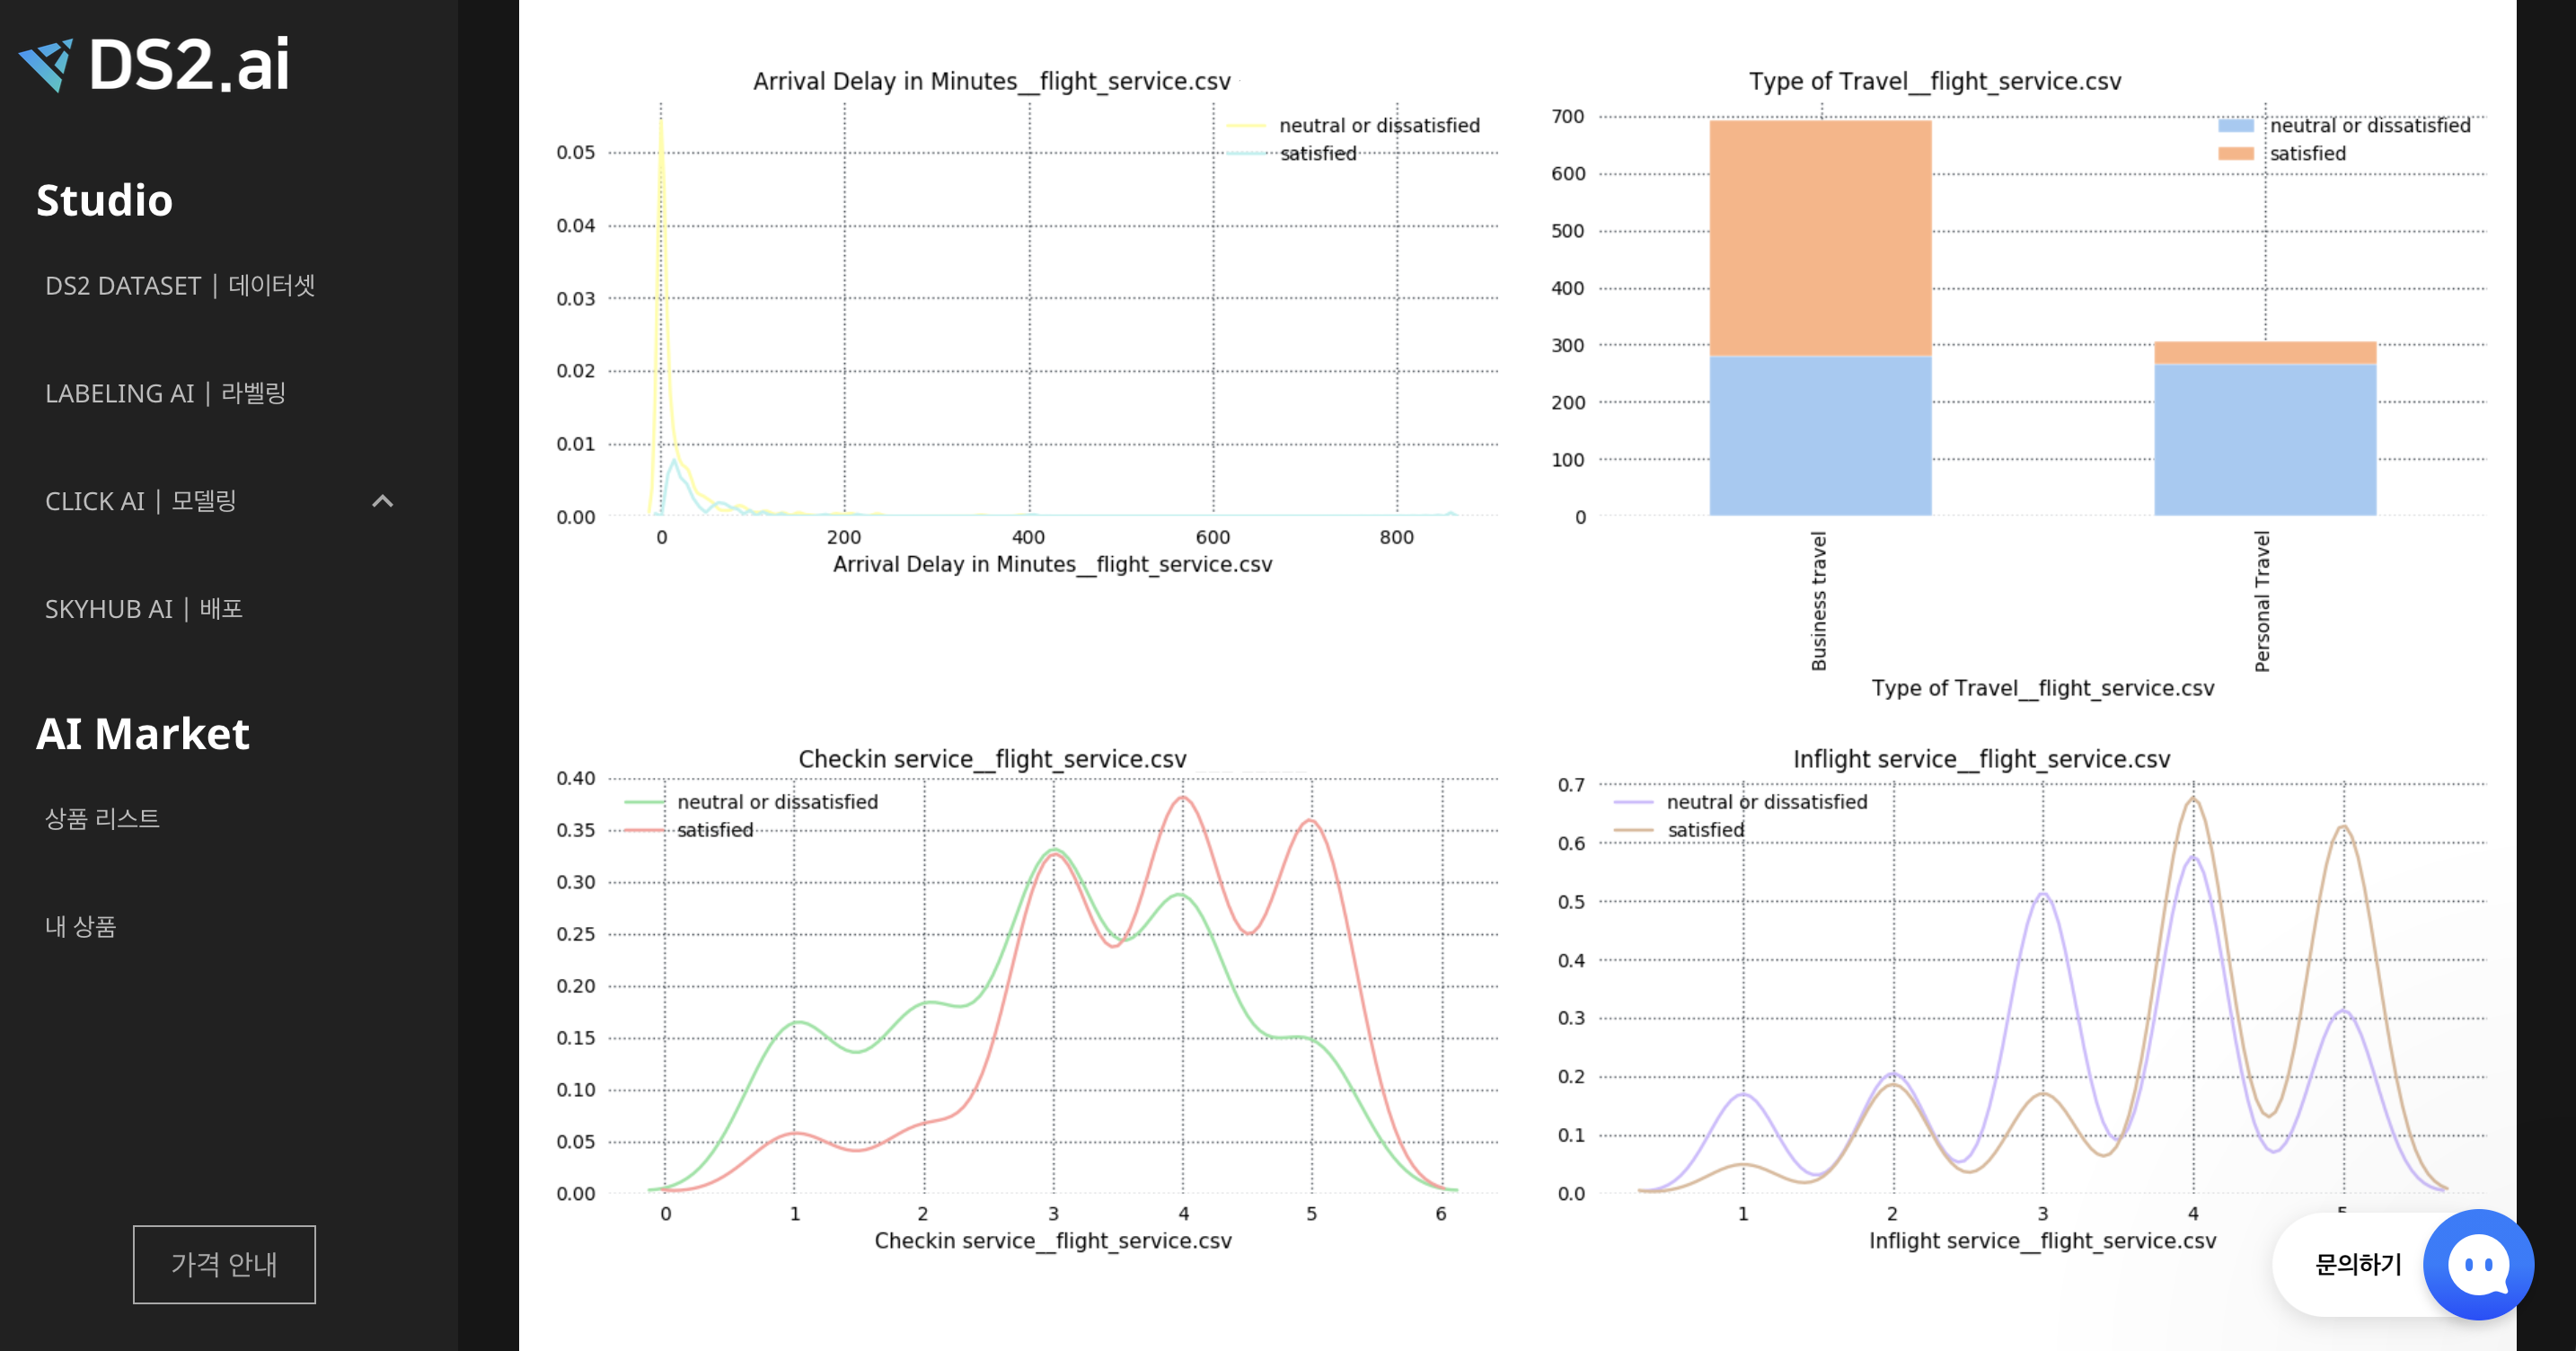 DS2.ai
Studio
DS2 DATASET | 데이터셋
LABELING AI | 라벨링
CLICK AI | 모델링
SKYHUB AI | 배포
AI Market
상품 리스트
내 상품
가격 안내
Arrival Delay in Minutes__flight_service.csv
neutral or dissatisfied
satisfied
0.05
0.04
0.03
0.02
0.01
0.00
0 200 400 600 800
Arrival Delay in Minutes__flight_service.csv
Type of Travel__flight_service.csv
neutral or dissatisfied
satisfied
700
600
500
400
300
200
100
0
Business travel
Personal Travel
Type of Travel__flight_service.csv
Checkin service__flight_service.csv
neutral or dissatisfied
satisfied
0.40
0.35
0.30
0.25
0.20
0.15
0.10
0.05
0.00
0 1 2 3 4 5 6
Checkin service__flight_service.csv
Inflight service__flight_service.csv
neutral or dissatisfied
satisfied
0.7
0.6
0.5
0.4
0.3
0.2
0.1
0.0
1 2 3 4 5
Inflight service__flight_service.csv
문의하기